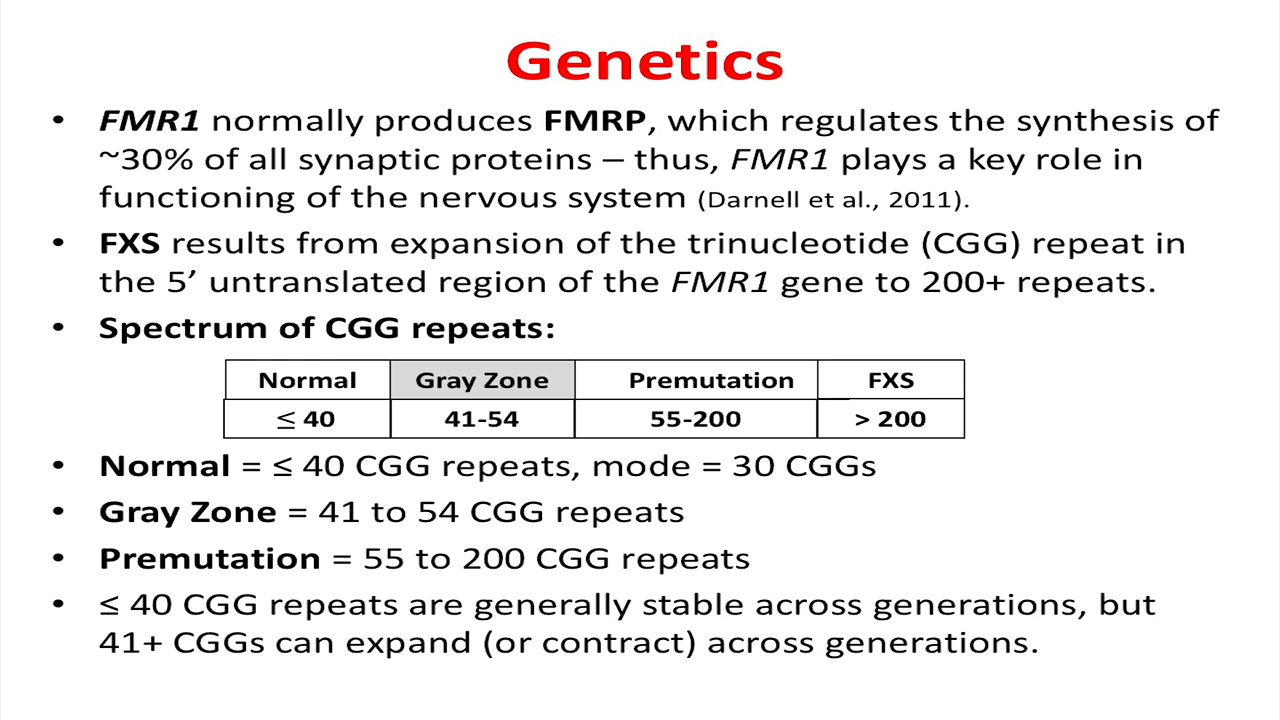 Genetics
• FMR1 normally produces FMRP, which regulates the synthesis of
~30% of all synaptic proteins – thus, FMR1 plays a key role in
functioning of the nervous system (Darnell et al., 2011).
• FXS results from expansion of the trinucleotide (CGG) repeat in
the 5’ untranslated region of the FMR1 gene to 200+ repeats.
• Spectrum of CGG repeats:
Normal Gray Zone Premutation FXS
≤ 40 41-54 55-200 > 200
• Normal = ≤ 40 CGG repeats, mode = 30 CGGs
• Gray Zone = 41 to 54 CGG repeats
• Premutation = 55 to 200 CGG repeats
• ≤ 40 CGG repeats are generally stable across generations, but
41+ CGGs can expand (or contract) across generations.